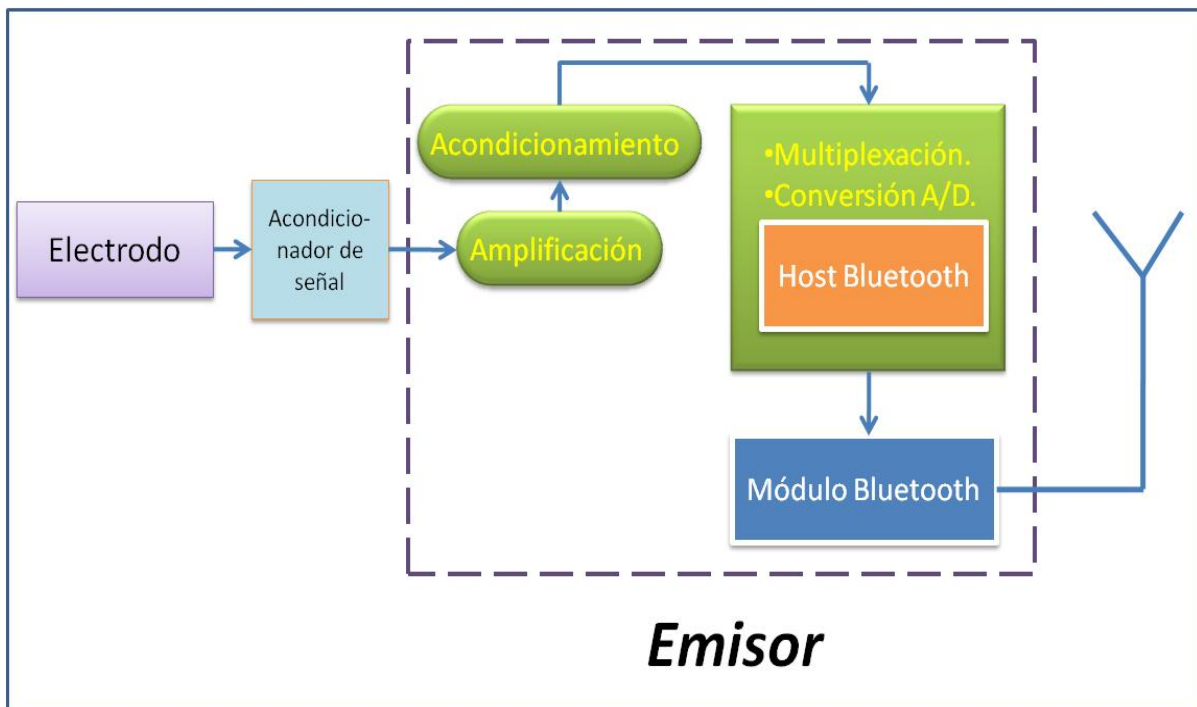 Electrodo
Acondicio-
nador de
señal
Acondicionamiento
Amplificación
•Multiplexación.
•Conversión A/D.
Host Bluetooth
Módulo Bluetooth
Emisor